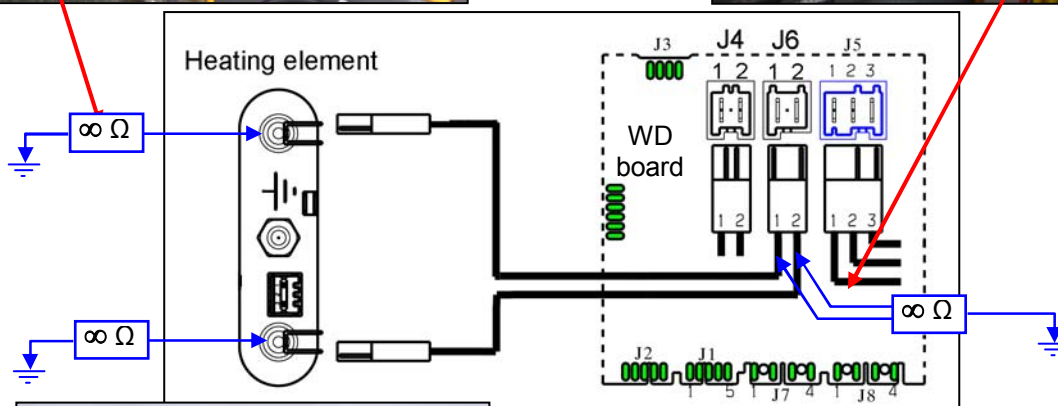 Heating element
J3
J4 J6 J5
1 2 1 2 1 2 3
∞ Ω
WD
board
1 2 1 2 1 2 3
∞ Ω
∞ Ω
J2 J1
1 5 1 J7 4 1 J8 4